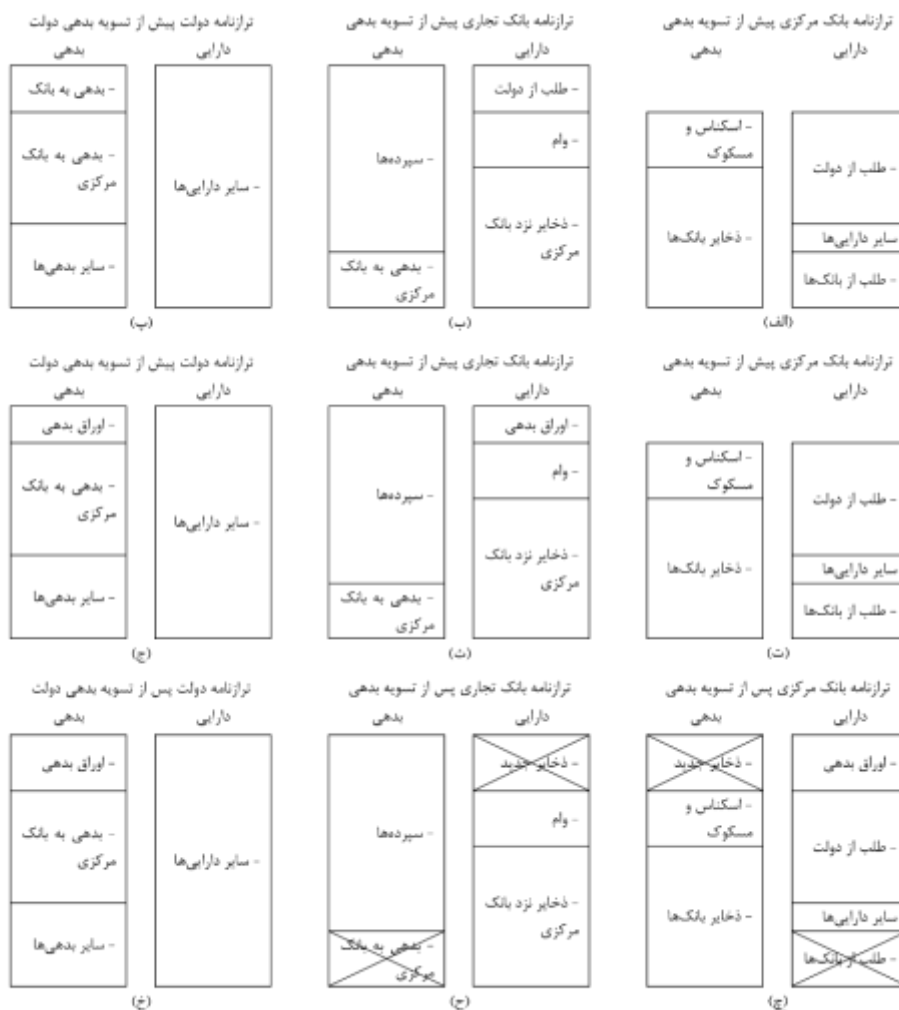 ترازنامه بانک مرکزی پیش از تسویه بدهی
دارایی
بدهی
- طلب از دولت
سایر دارایی‌ها
- طلب از بانک‌ها
- اسکناس و
مسکوک
- ذخایر بانک‌ها
(الف)
ترازنامه بانک تجاری پیش از تسویه بدهی
دارایی
بدهی
- طلب از دولت
- وام
- ذخایر نزد بانک
مرکزی
- سپرده‌ها
- بدهی به بانک
مرکزی
(ب)
ترازنامه دولت پیش از تسویه بدهی دولت
دارایی
بدهی
- سایر دارایی‌ها
- بدهی به بانک
- بدهی به بانک
مرکزی
- سایر بدهی‌ها
(پ)
ترازنامه بانک مرکزی پیش از تسویه بدهی
دارایی
بدهی
- طلب از دولت
سایر دارایی‌ها
- طلب از بانک‌ها
- اسکناس و
مسکوک
- ذخایر بانک‌ها
(ت)
ترازنامه بانک تجاری پیش از تسویه بدهی
دارایی
بدهی
- اوراق بدهی
- وام
- ذخایر نزد بانک
مرکزی
- سپرده‌ها
- بدهی به بانک
مرکزی
(ث)
ترازنامه دولت پیش از تسویه بدهی دولت
دارایی
بدهی
- سایر دارایی‌ها
- اوراق بدهی
- بدهی به بانک
مرکزی
- سایر بدهی‌ها
(ج)
ترازنامه بانک مرکزی پس از تسویه بدهی
دارایی
بدهی
- اوراق بدهی
- طلب از دولت
سایر دارایی‌ها
- طلب از بانک‌ها
- ذخایر جدید
- اسکناس و
مسکوک
- ذخایر بانک‌ها
(چ)
ترازنامه بانک تجاری پس از تسویه بدهی
دارایی
بدهی
- ذخایر جدید
- وام
- ذخایر نزد بانک
مرکزی
- سپرده‌ها
- بدهی به بانک
مرکزی
(ح)
ترازنامه دولت پس از تسویه بدهی دولت
دارایی
بدهی
- سایر دارایی‌ها
- اوراق بدهی
- بدهی به بانک
مرکزی
- سایر بدهی‌ها
(خ)